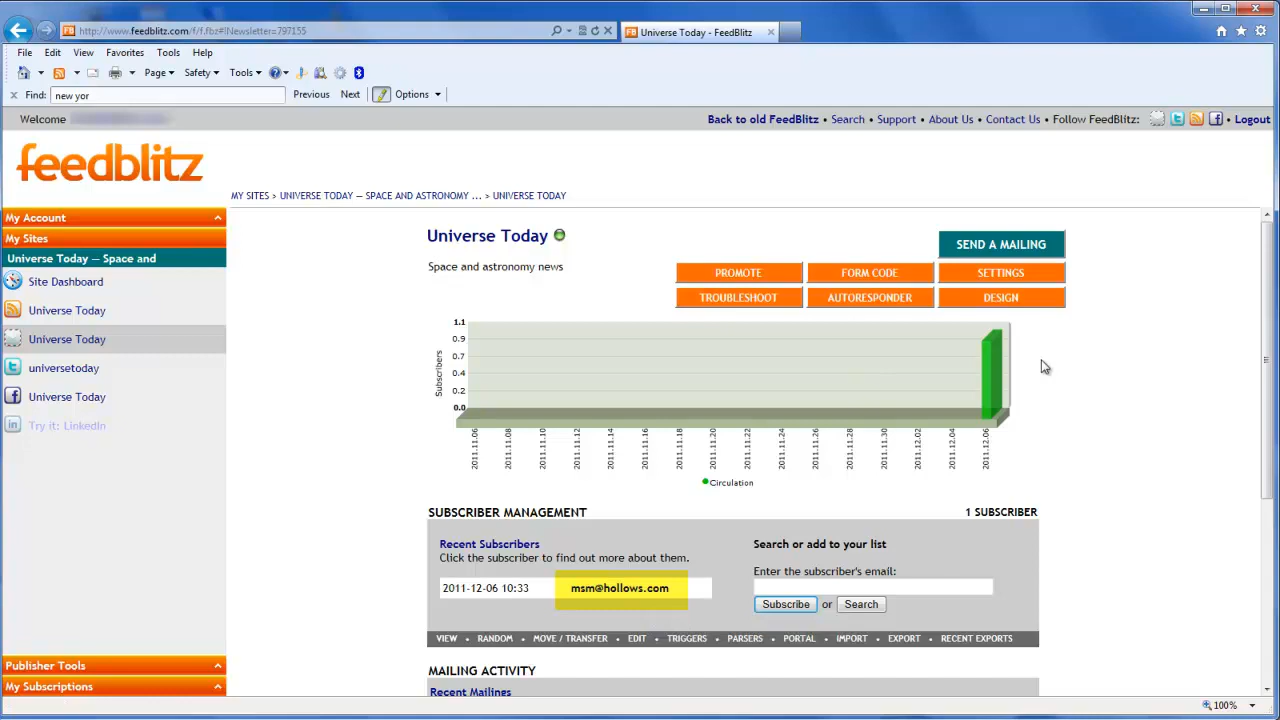 http://www.feedblitz.com/f/f.fbz#!Newsletter=797155
Universe Today - FeedBlitz
File Edit View Favorites Tools Help
Page Safety Tools
Find: new yor Previous Next Options
Welcome
Back to old FeedBlitz • Search • Support • About Us • Contact Us • Follow FeedBlitz: • Logout
feedblitz
MY SITES > UNIVERSE TODAY — SPACE AND ASTRONOMY ... > UNIVERSE TODAY
My Account
My Sites
Universe Today — Space and
Site Dashboard
Universe Today
Universe Today
universetoday
Universe Today
Try it: LinkedIn
Publisher Tools
My Subscriptions
Universe Today
Space and astronomy news
SEND A MAILING
PROMOTE FORM CODE SETTINGS
TROUBLESHOOT AUTORESPONDER DESIGN
Subscribers
1.1
0.9
0.7
0.4
0.2
0.0
2011.11.06 2011.11.08 2011.11.10 2011.11.12 2011.11.14 2011.11.16 2011.11.18 2011.11.20 2011.11.22 2011.11.24 2011.11.26 2011.11.28 2011.11.30 2011.12.02 2011.12.04 2011.12.06
Circulation
SUBSCRIBER MANAGEMENT 1 SUBSCRIBER
Recent Subscribers
Click the subscriber to find out more about them.
2011-12-06 10:33 msm@hollows.com
Search or add to your list
Enter the subscriber's email:
Subscribe or Search
VIEW • RANDOM • MOVE / TRANSFER • EDIT • TRIGGERS • PARSERS • PORTAL • IMPORT • EXPORT • RECENT EXPORTS
MAILING ACTIVITY
Recent Mailings
100%